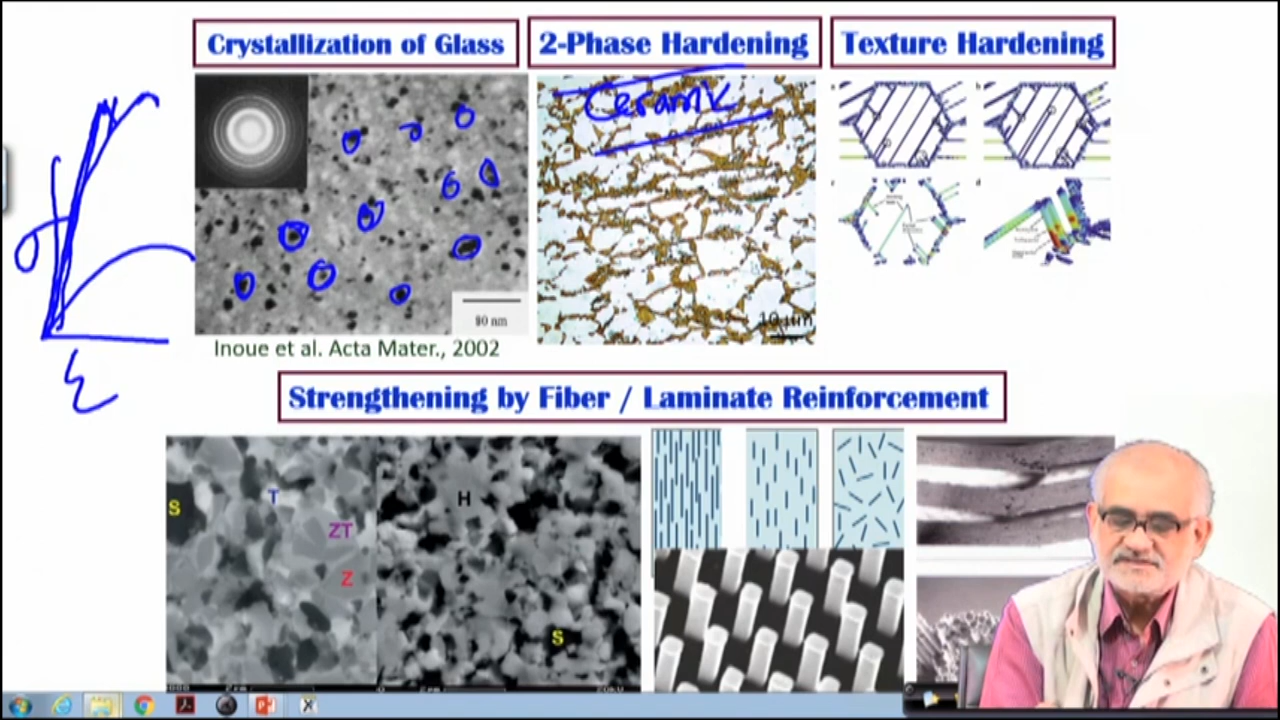 Crystallization of Glass
2-Phase Hardening
Texture Hardening
Ceramic
σ
ε
80 nm
10 μm
Inoue et al. Acta Mater., 2002
Strengthening by Fiber / Laminate Reinforcement
S
T
ZT
Z
H
S